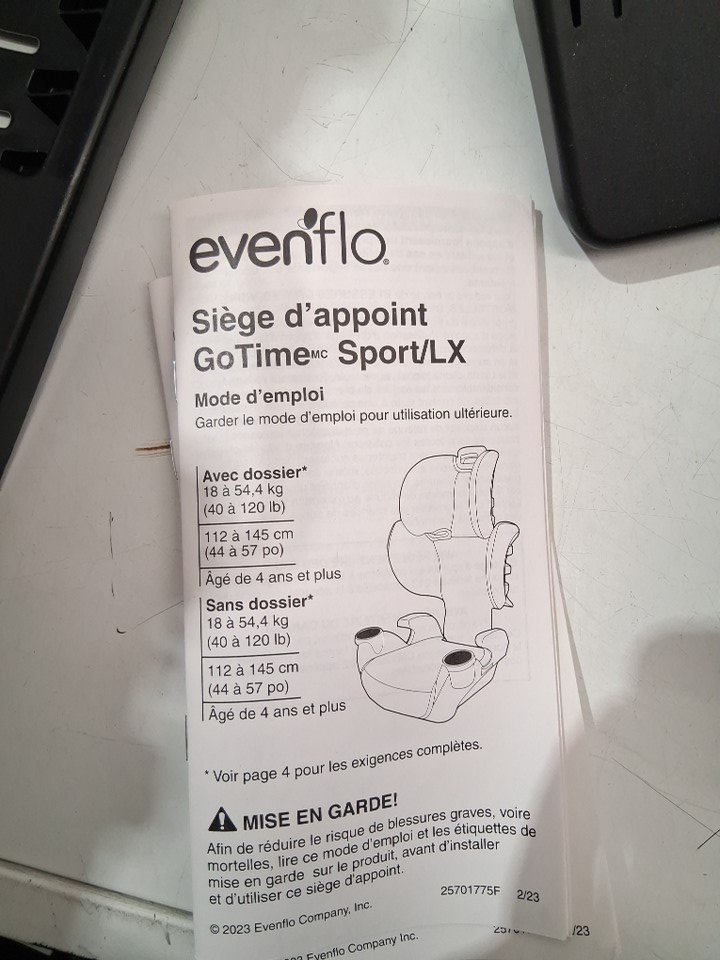 evenflo®
Siège d'appoint
GoTimeMC Sport/LX
Mode d'emploi
Garder le mode d'emploi pour utilisation ultérieure.
Avec dossier*
18 à 54,4 kg
(40 à 120 lb)
112 à 145 cm
(44 à 57 po)
Âgé de 4 ans et plus
Sans dossier*
18 à 54,4 kg
(40 à 120 lb)
112 à 145 cm
(44 à 57 po)
Âgé de 4 ans et plus
* Voir page 4 pour les exigences complètes.
MISE EN GARDE!
Afin de réduire le risque de blessures graves, voire
mortelles, lire ce mode d'emploi et les étiquettes de
mise en garde sur le produit, avant d'installer
et d'utiliser ce siège d'appoint.
25701775F 2/23
© 2023 Evenflo Company, Inc.
Evenflo Company Inc.
/23